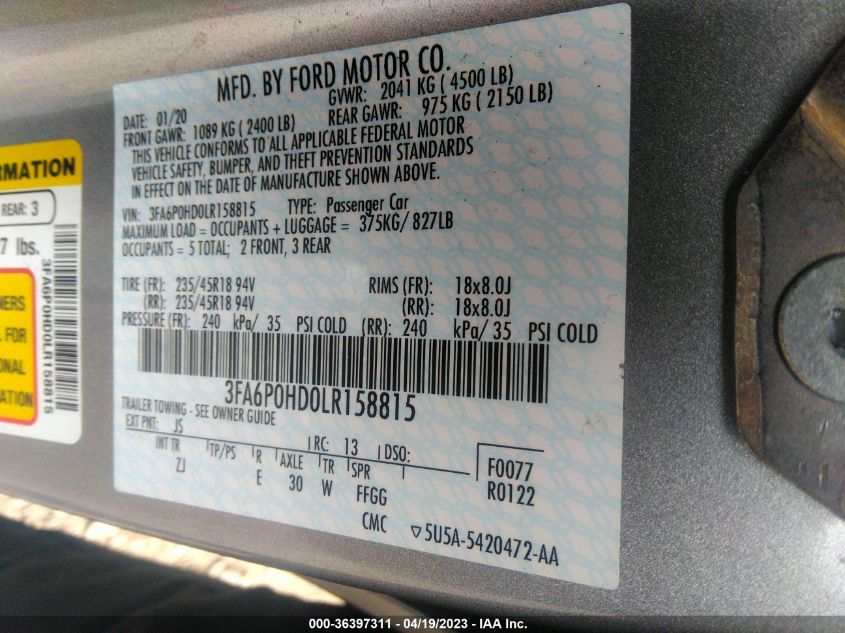 MFD. BY FORD MOTOR CO.
DATE: 01/20 GVWR: 2041 KG ( 4500 LB)
FRONT GAWR: 1089 KG ( 2400 LB) REAR GAWR: 975 KG ( 2150 LB)
THIS VEHICLE CONFORMS TO ALL APPLICABLE FEDERAL MOTOR
VEHICLE SAFETY, BUMPER, AND THEFT PREVENTION STANDARDS
IN EFFECT ON THE DATE OF MANUFACTURE SHOWN ABOVE.
VIN: 3FA6P0HD0LR158815 TYPE: Passenger Car
MAXIMUM LOAD = OCCUPANTS + LUGGAGE = 375KG/ 827LB
OCCUPANTS = 5 TOTAL; 2 FRONT, 3 REAR
TIRE (FR): 235/45R18 94V RIMS (FR): 18x8.0J
(RR): 235/45R18 94V (RR): 18x8.0J
PRESSURE (FR): 240 kPa/ 35 PSI COLD (RR): 240 kPa/ 35 PSI COLD
3FA6P0HD0LR158815
TRAILER TOWING - SEE OWNER GUIDE
EXT PNT: JS RC: 13 DSO:
INT TR TP/PS R AXLE TR SPR
ZJ E 30 W FFGG
CMC
F0077
R0122
5U5A-5420472-AA
ORMATION
REAR: 3
7 lbs.
NERS
L FOR
ONAL
ATION
3FA6P0HD0LR158815
000-36397311 - 04/19/2023 - IAA Inc.